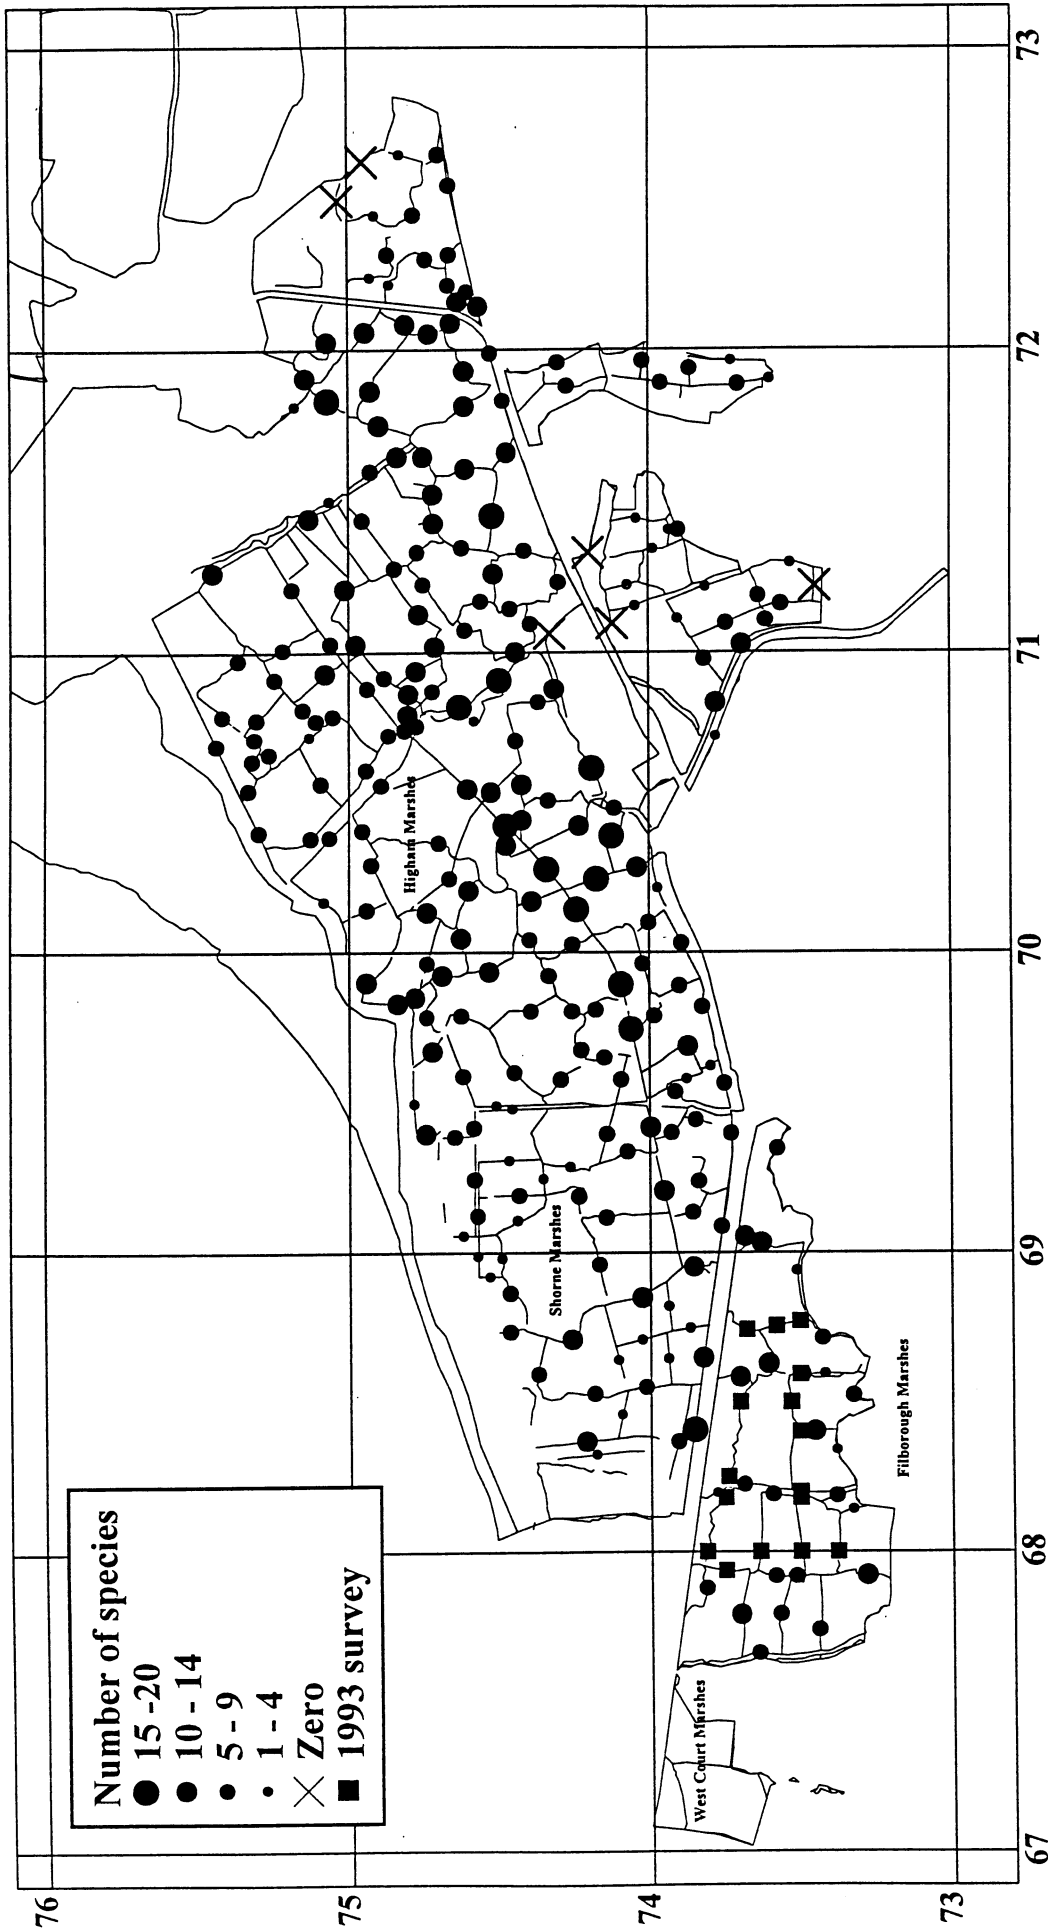 Number of species
15 -20
10 - 14
5 - 9
1 - 4
Zero
1993 survey
Higham Marshes
Shorne Marshes
Filborough Marshes
West Court Marshes
76
75
74
73
67
68
69
70
71
72
73